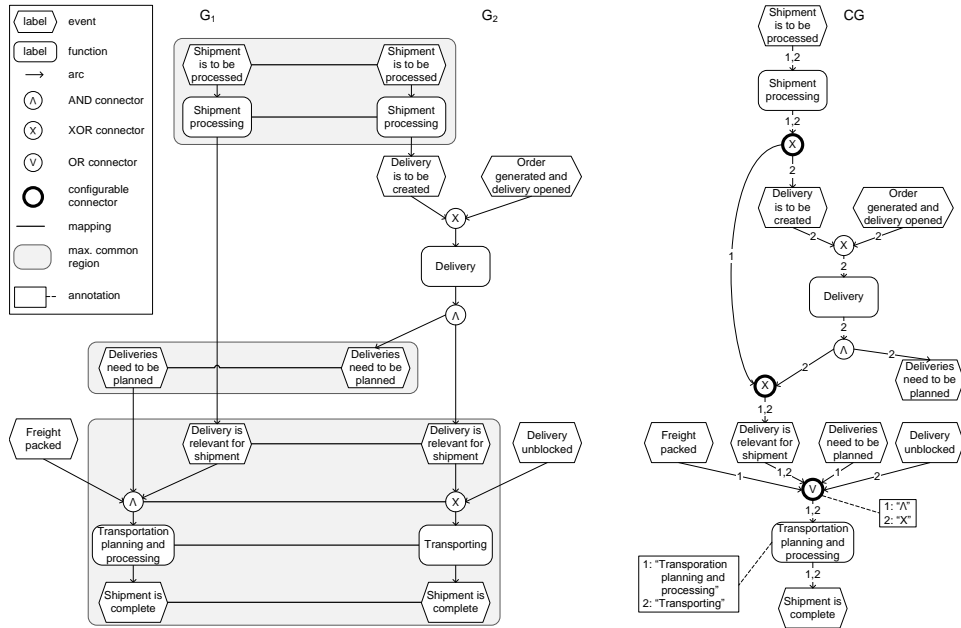 label
event
label
function
arc
Λ
AND connector
X
XOR connector
V
OR connector
configurable
connector
mapping
max. common
region
annotation
G1
G2
Shipment
is to be
processed
Shipment
is to be
processed
Shipment
processing
Shipment
processing
Delivery
is to be
created
Order
generated and
delivery opened
X
Delivery
Λ
Deliveries
need to be
planned
Deliveries
need to be
planned
Freight
packed
Delivery is
relevant for
shipment
Delivery is
relevant for
shipment
Delivery
unblocked
Λ
X
Transportation
planning and
processing
Transporting
Shipment is
complete
Shipment is
complete
CG
Shipment
is to be
processed
1,2
Shipment
processing
1,2
X
2
1
Delivery
is to be
created
Order
generated and
delivery opened
2
2
X
2
Delivery
2
Λ
2
2
Deliveries
need to be
planned
X
1,2
Freight
packed
Delivery is
relevant for
shipment
Deliveries
need to be
planned
Delivery
unblocked
1
1,2
1
2
V
1,2
1: “Λ”
2: “X”
Transportation
planning and
processing
1: “Transporation
planning and
processing”
2: “Transporting”
1,2
Shipment is
complete